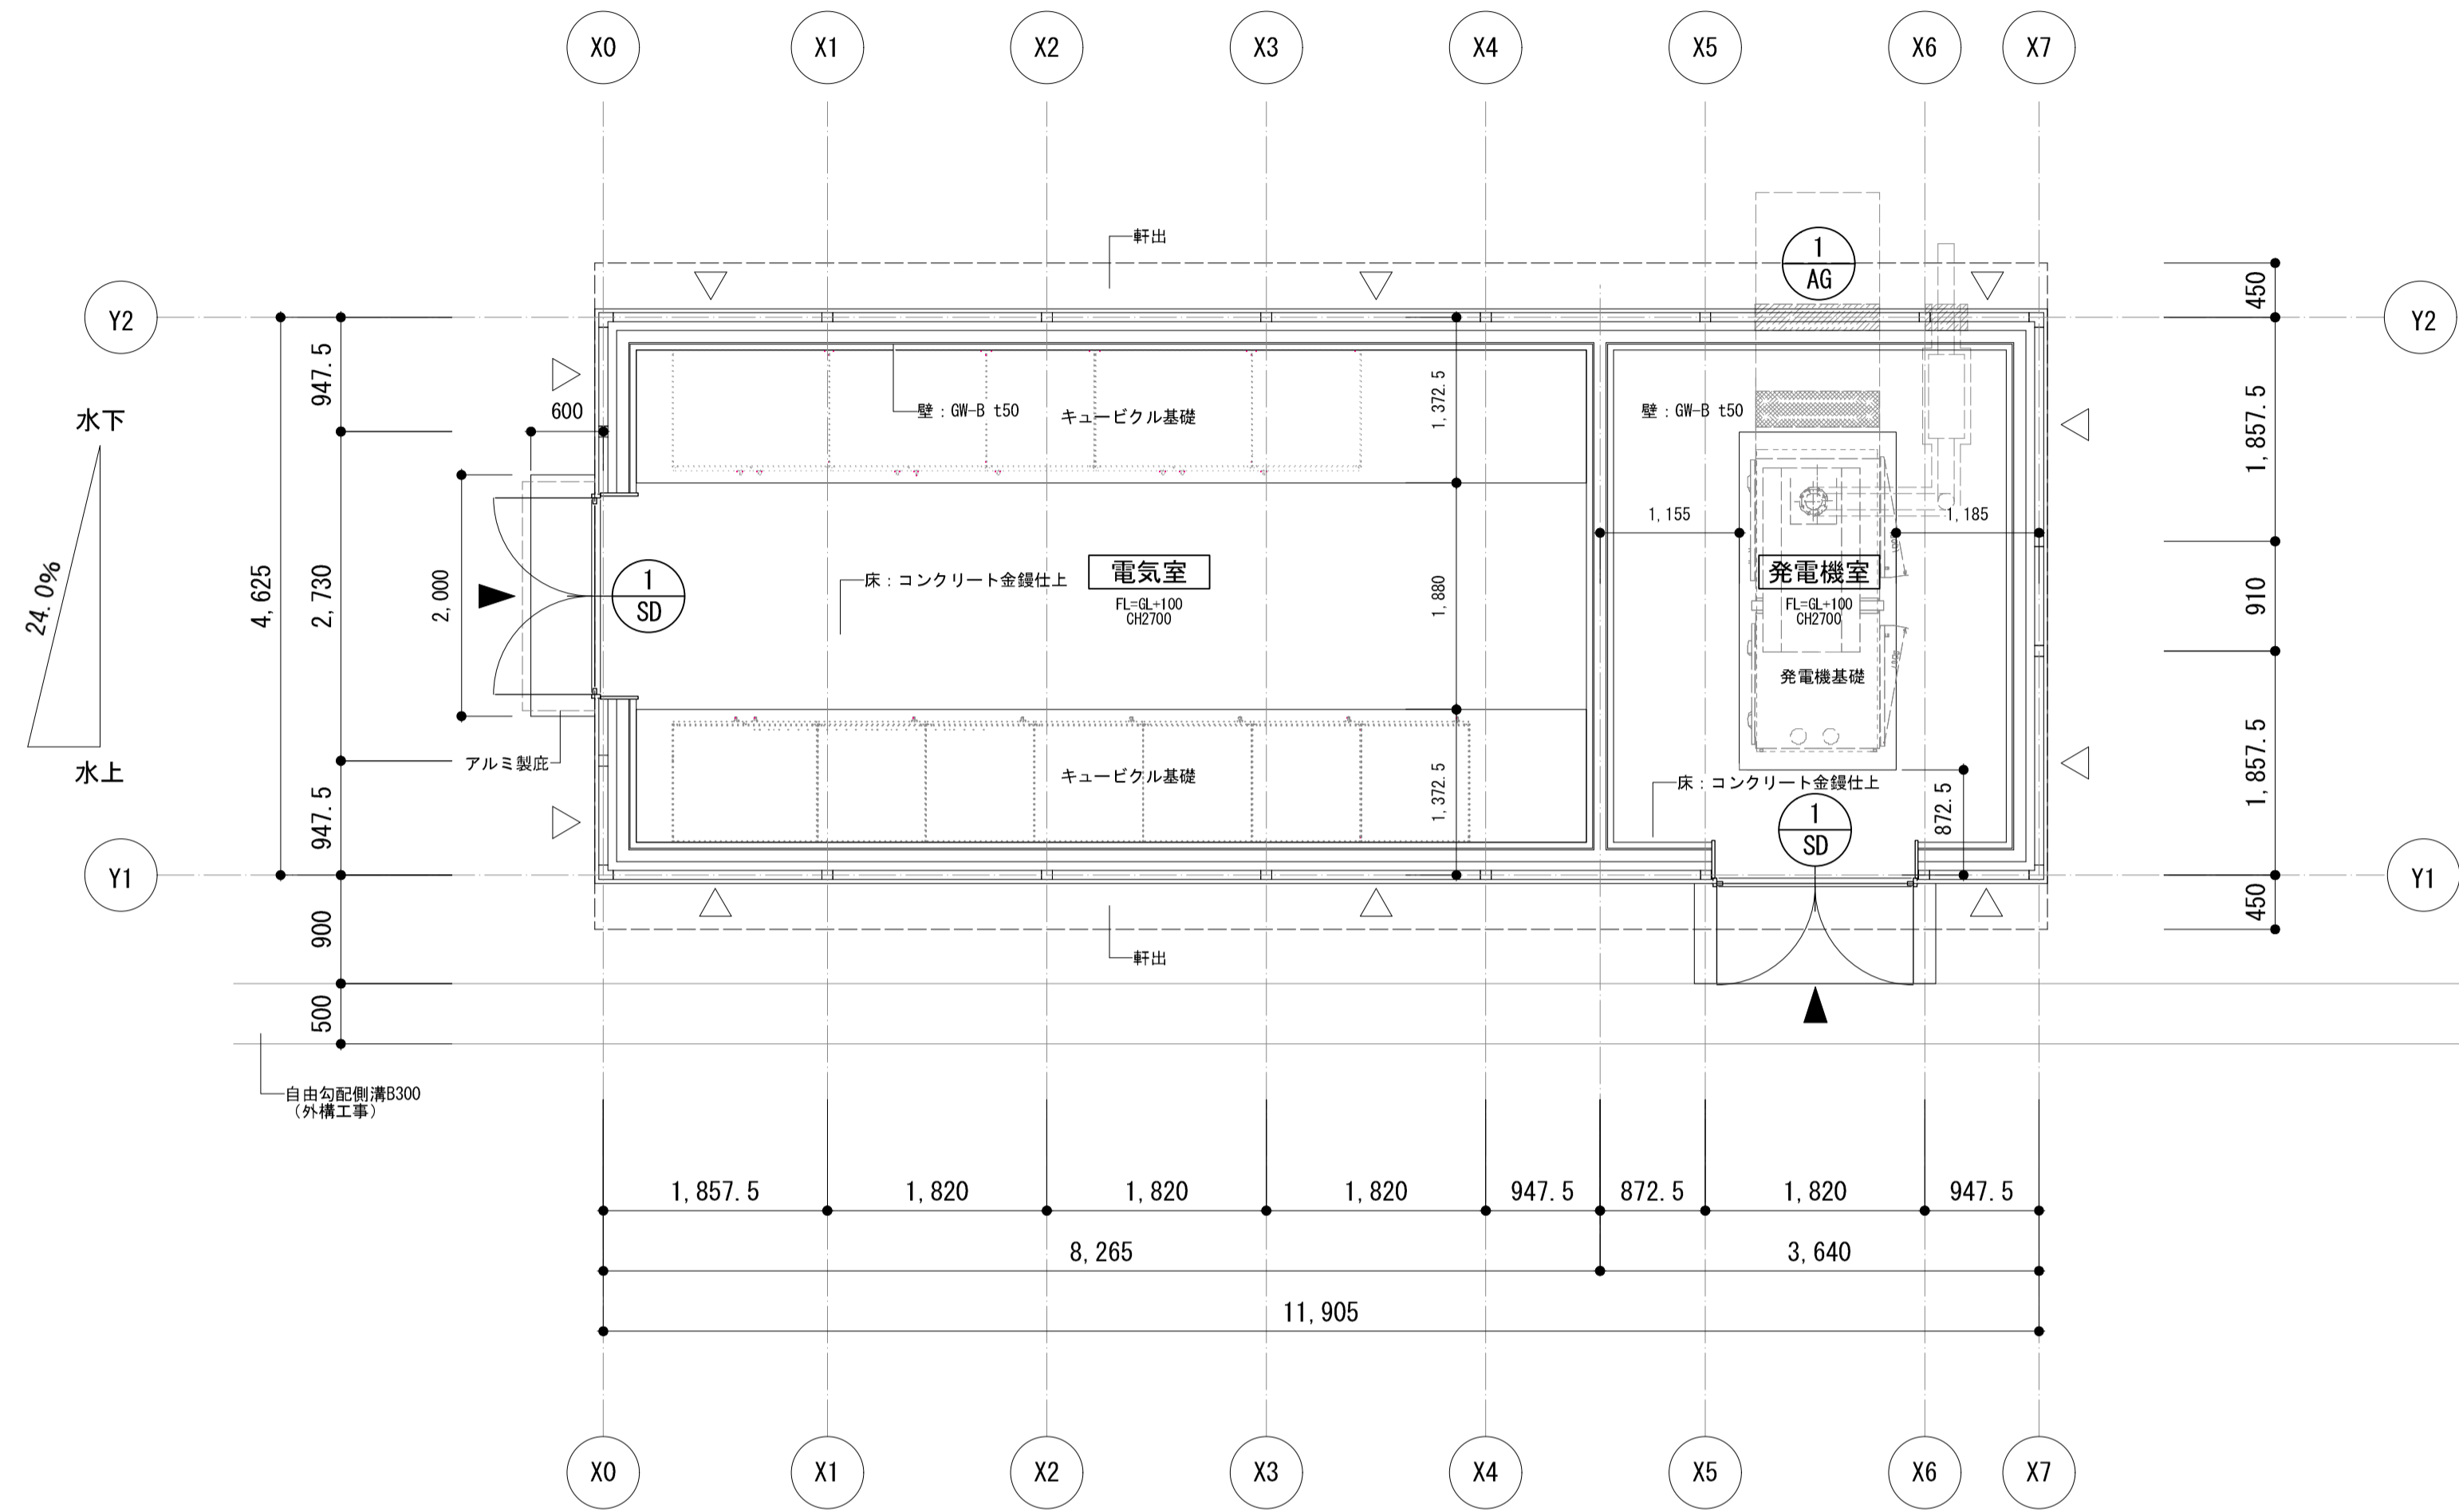 X0 X1 X2 X3 X4 X5 X6 X7
軒出
1
AG
450
Y2
Y2
947.5
600
水下
壁：GW-B t50
キュービクル基礎
1,372.5
壁：GW-B t50
1,857.5
1,155
1,185
24.0%
4,625
2,730
2,000
1
SD
床：コンクリート金鏝仕上
電気室
FL=GL+100
CH2700
1,880
発電機室
FL=GL+100
CH2700
910
発電機基礎
アルミ製庇
水上
947.5
キュービクル基礎
1,372.5
床：コンクリート金鏝仕上
1
SD
872.5
1,857.5
Y1
Y1
900
450
軒出
500
自由勾配側溝B300
（外構工事）
1,857.5 1,820 1,820 1,820 947.5 872.5 1,820 947.5
8,265 3,640
11,905
X0 X1 X2 X3 X4 X5 X6 X7